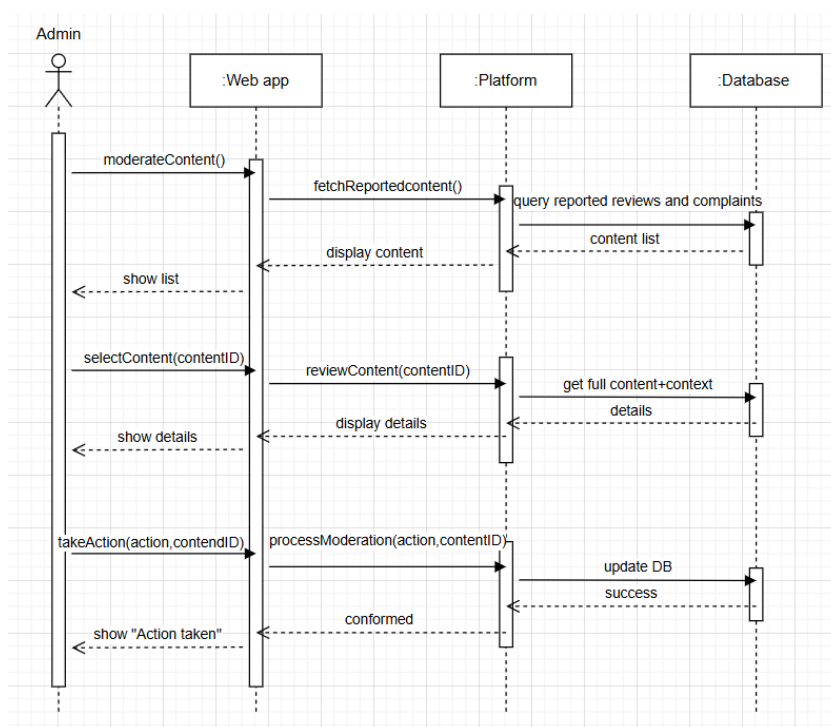 Admin
:Web app
:Platform
:Database
moderateContent()
fetchReportedcontent()
query reported reviews and complaints
content list
display content
show list
selectContent(contentID)
reviewContent(contentID)
get full content+context
details
display details
show details
takeAction(action,contendID)
processModeration(action,contentID)
update DB
success
conformed
show "Action taken"